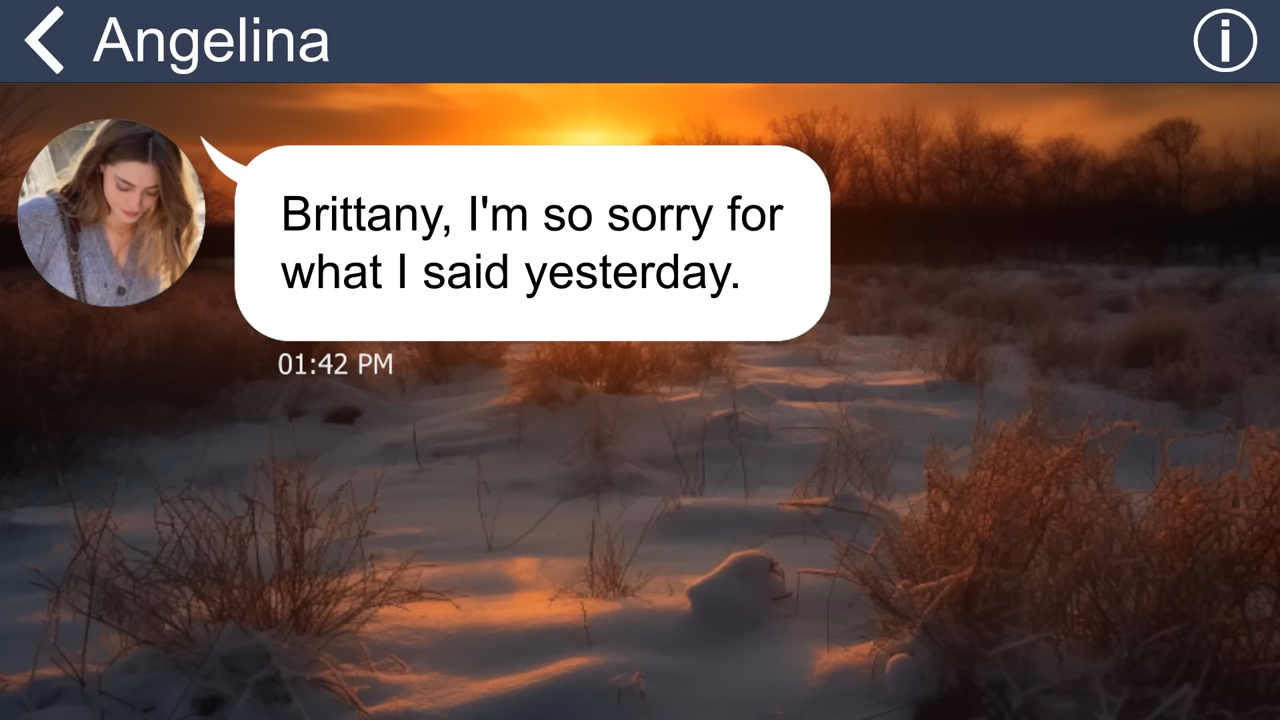 Angelina
Brittany, I'm so sorry for
what I said yesterday.
01:42 PM